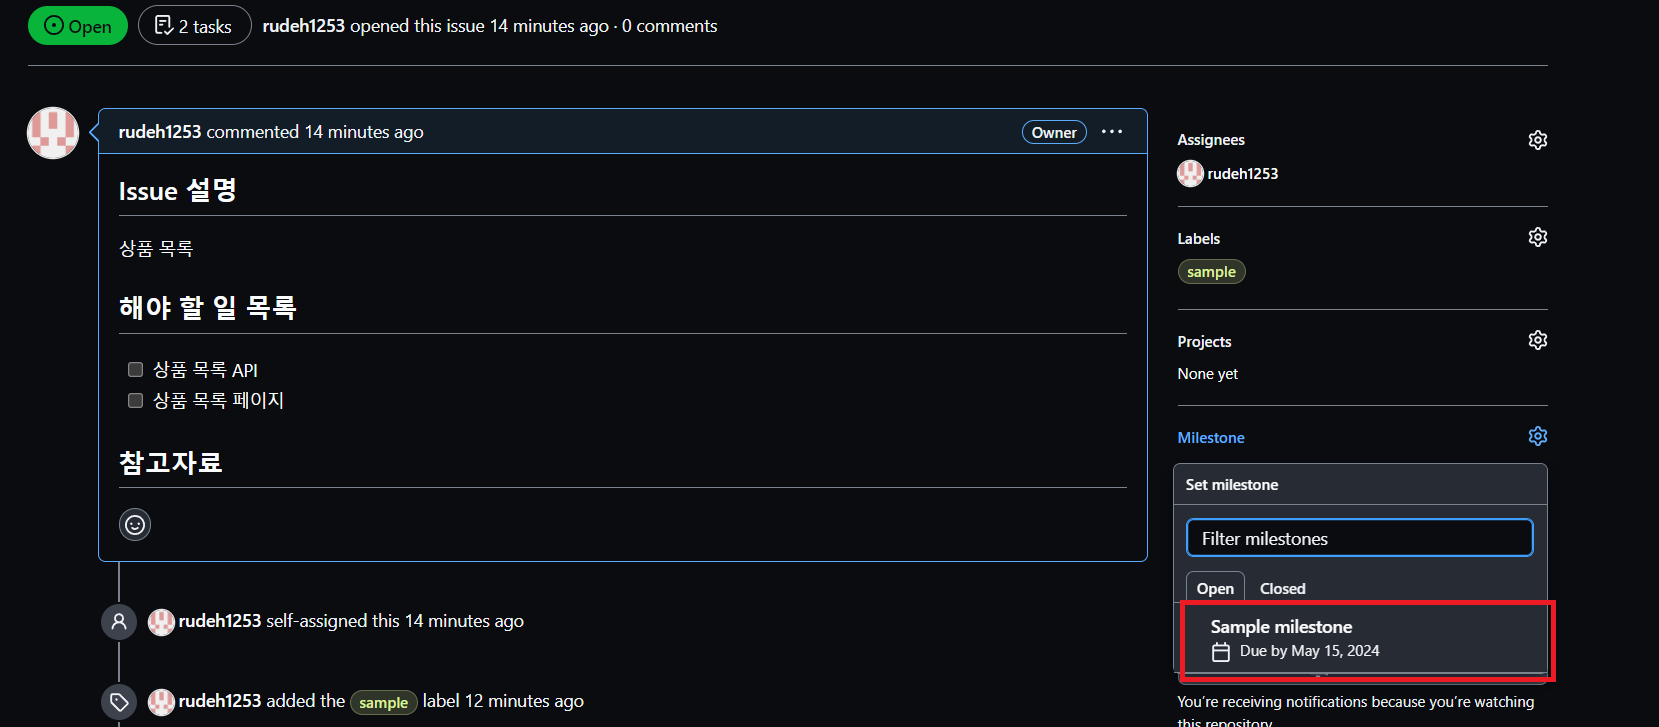 Open
2 tasks
rudeh1253 opened this issue 14 minutes ago · 0 comments
rudeh1253 commented 14 minutes ago
Owner
Issue 설명
상품 목록
해야 할 일 목록
상품 목록 API
상품 목록 페이지
참고자료
rudeh1253 self-assigned this 14 minutes ago
rudeh1253 added the sample label 12 minutes ago
Assignees
rudeh1253
Labels
sample
Projects
None yet
Milestone
Set milestone
Filter milestones
Open Closed
Sample milestone
Due by May 15, 2024
You’re receiving notifications because you’re watching
this repository